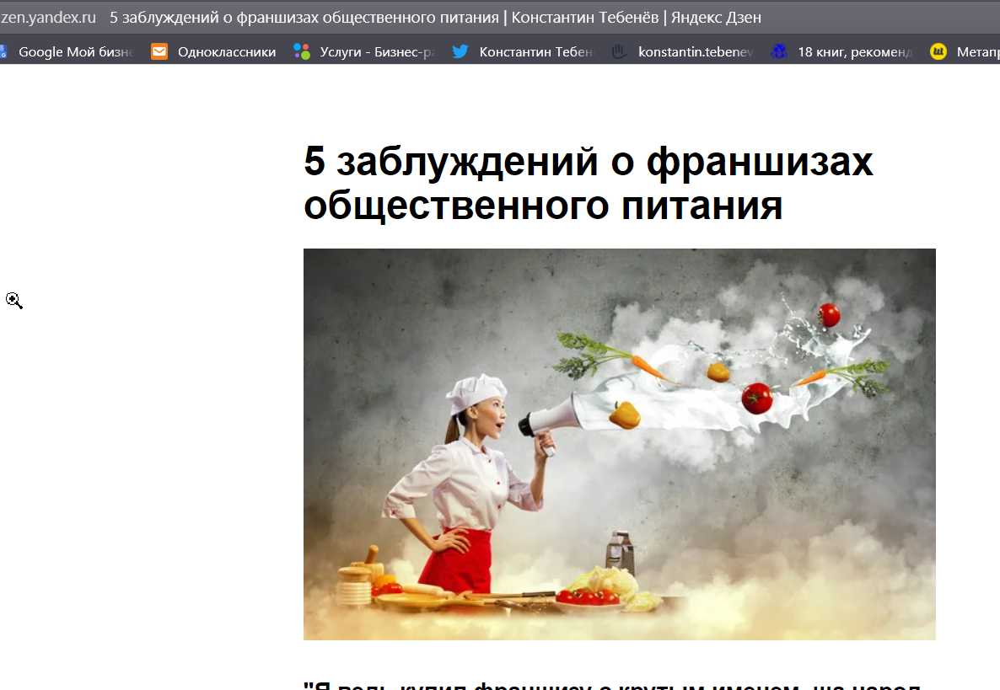 zen.yandex.ru 5 заблуждений о франшизах общественного питания | Константин Тебенёв | Яндекс Дзен
Google Мой бизне Одноклассники Услуги - Бизнес-ра Константин Тебен konstantin.tebenev 18 книг, рекоменд Метапр
5 заблуждений о франшизах
общественного питания
"Я ведь купил франшизу с крутым именем, ща народ